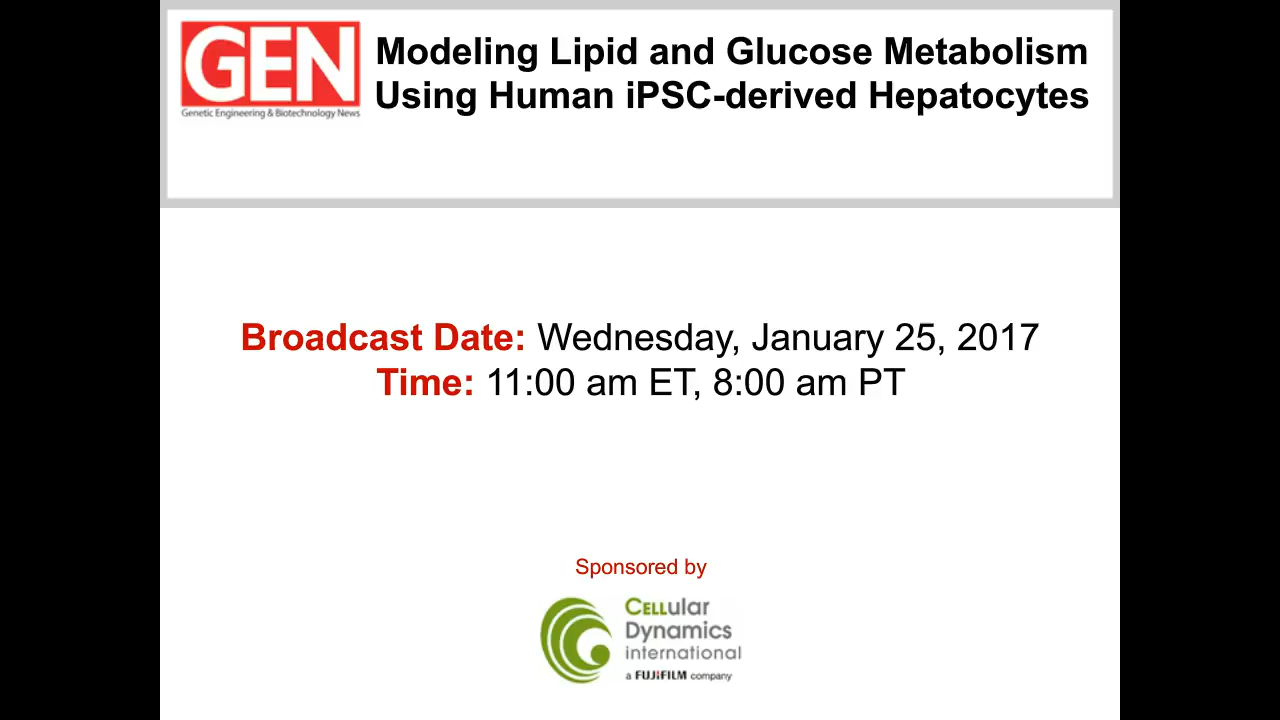 GEN
Genetic Engineering & Biotechnology News
Modeling Lipid and Glucose Metabolism
Using Human iPSC-derived Hepatocytes
Broadcast Date: Wednesday, January 25, 2017
Time: 11:00 am ET, 8:00 am PT
Sponsored by
CELLular
Dynamics
international
a FUJIFILM company